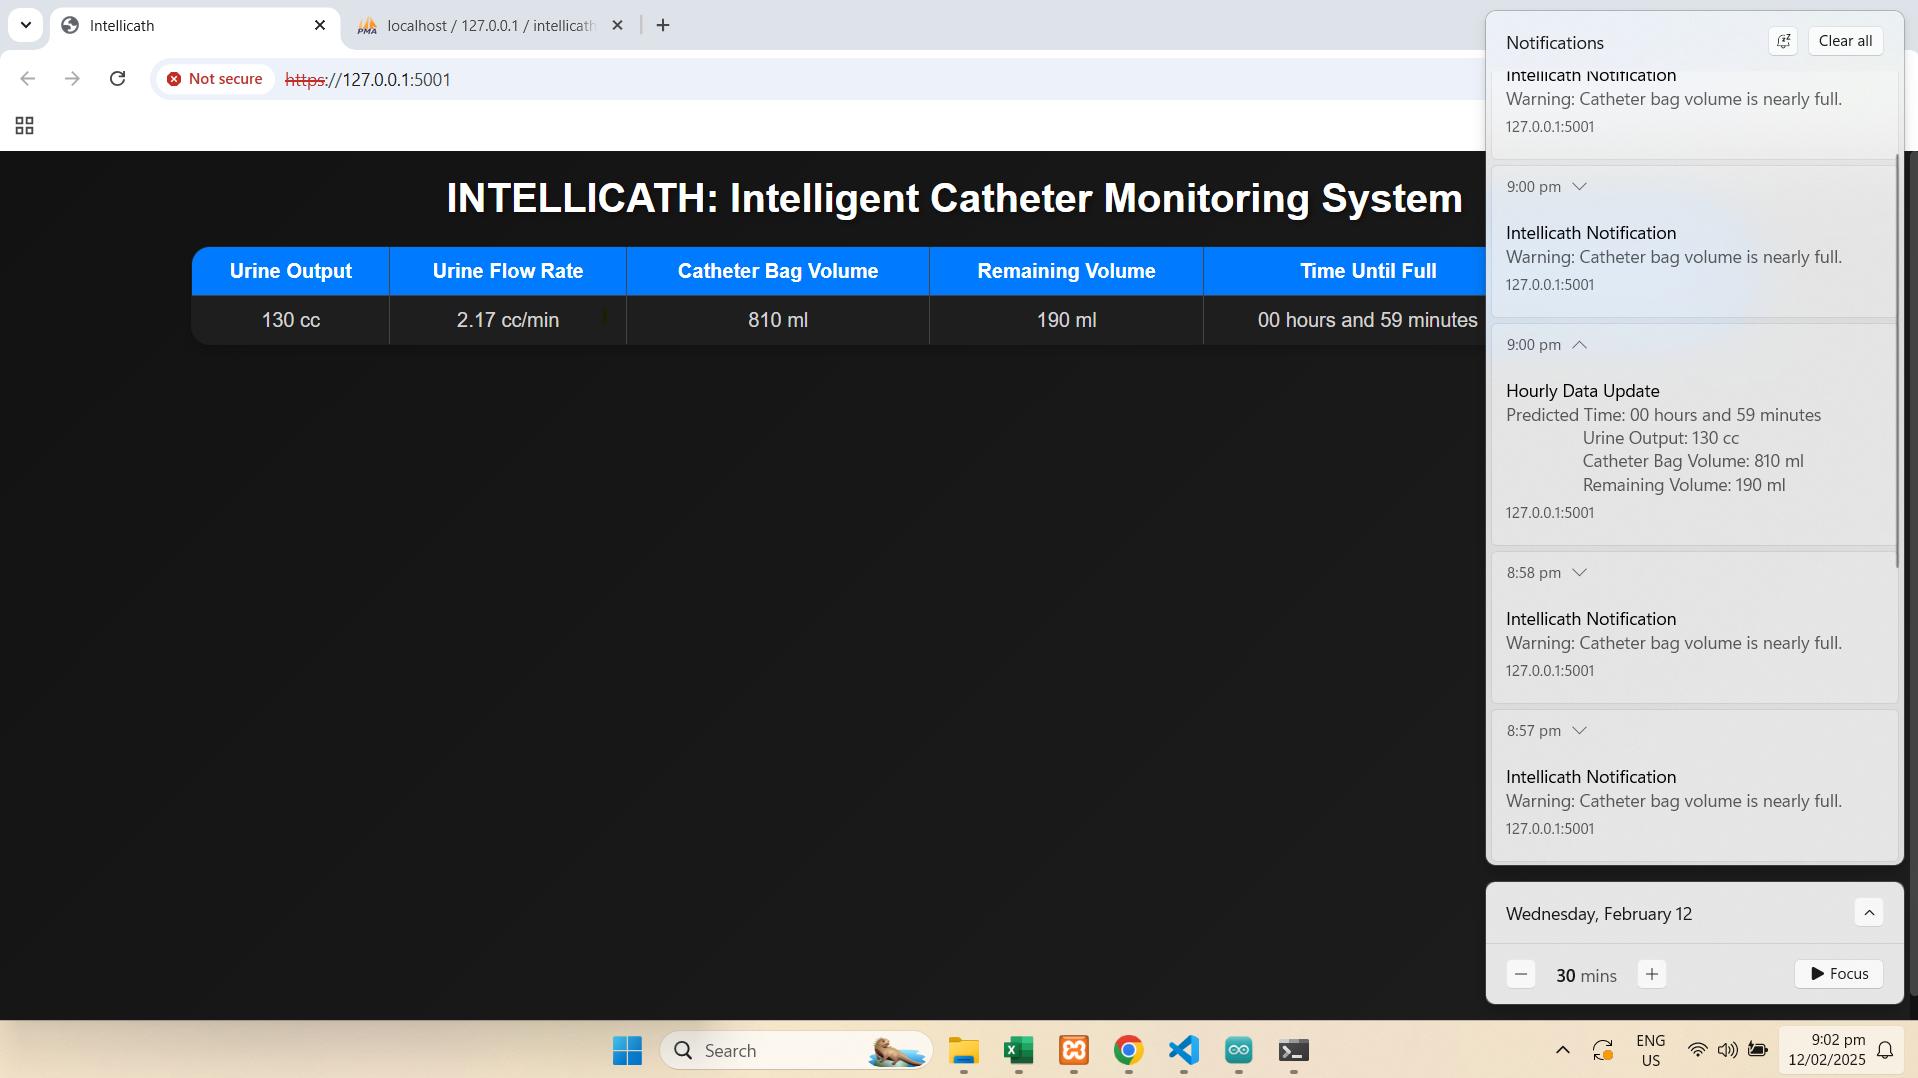 Intellicath
localhost / 127.0.0.1 / intellicath
Not secure
https://127.0.0.1:5001
INTELLICATH: Intelligent Catheter Monitoring System
Urine Output Urine Flow Rate Catheter Bag Volume Remaining Volume Time Until Full
130 cc 2.17 cc/min 810 ml 190 ml 00 hours and 59 minutes
Notifications
Clear all
Intellicath Notification
Warning: Catheter bag volume is nearly full.
127.0.0.1:5001
9:00 pm
Intellicath Notification
Warning: Catheter bag volume is nearly full.
127.0.0.1:5001
9:00 pm
Hourly Data Update
Predicted Time: 00 hours and 59 minutes
Urine Output: 130 cc
Catheter Bag Volume: 810 ml
Remaining Volume: 190 ml
127.0.0.1:5001
8:58 pm
Intellicath Notification
Warning: Catheter bag volume is nearly full.
127.0.0.1:5001
8:57 pm
Intellicath Notification
Warning: Catheter bag volume is nearly full.
127.0.0.1:5001
Wednesday, February 12
30 mins
Focus
Search
ENG
US
9:02 pm
12/02/2025